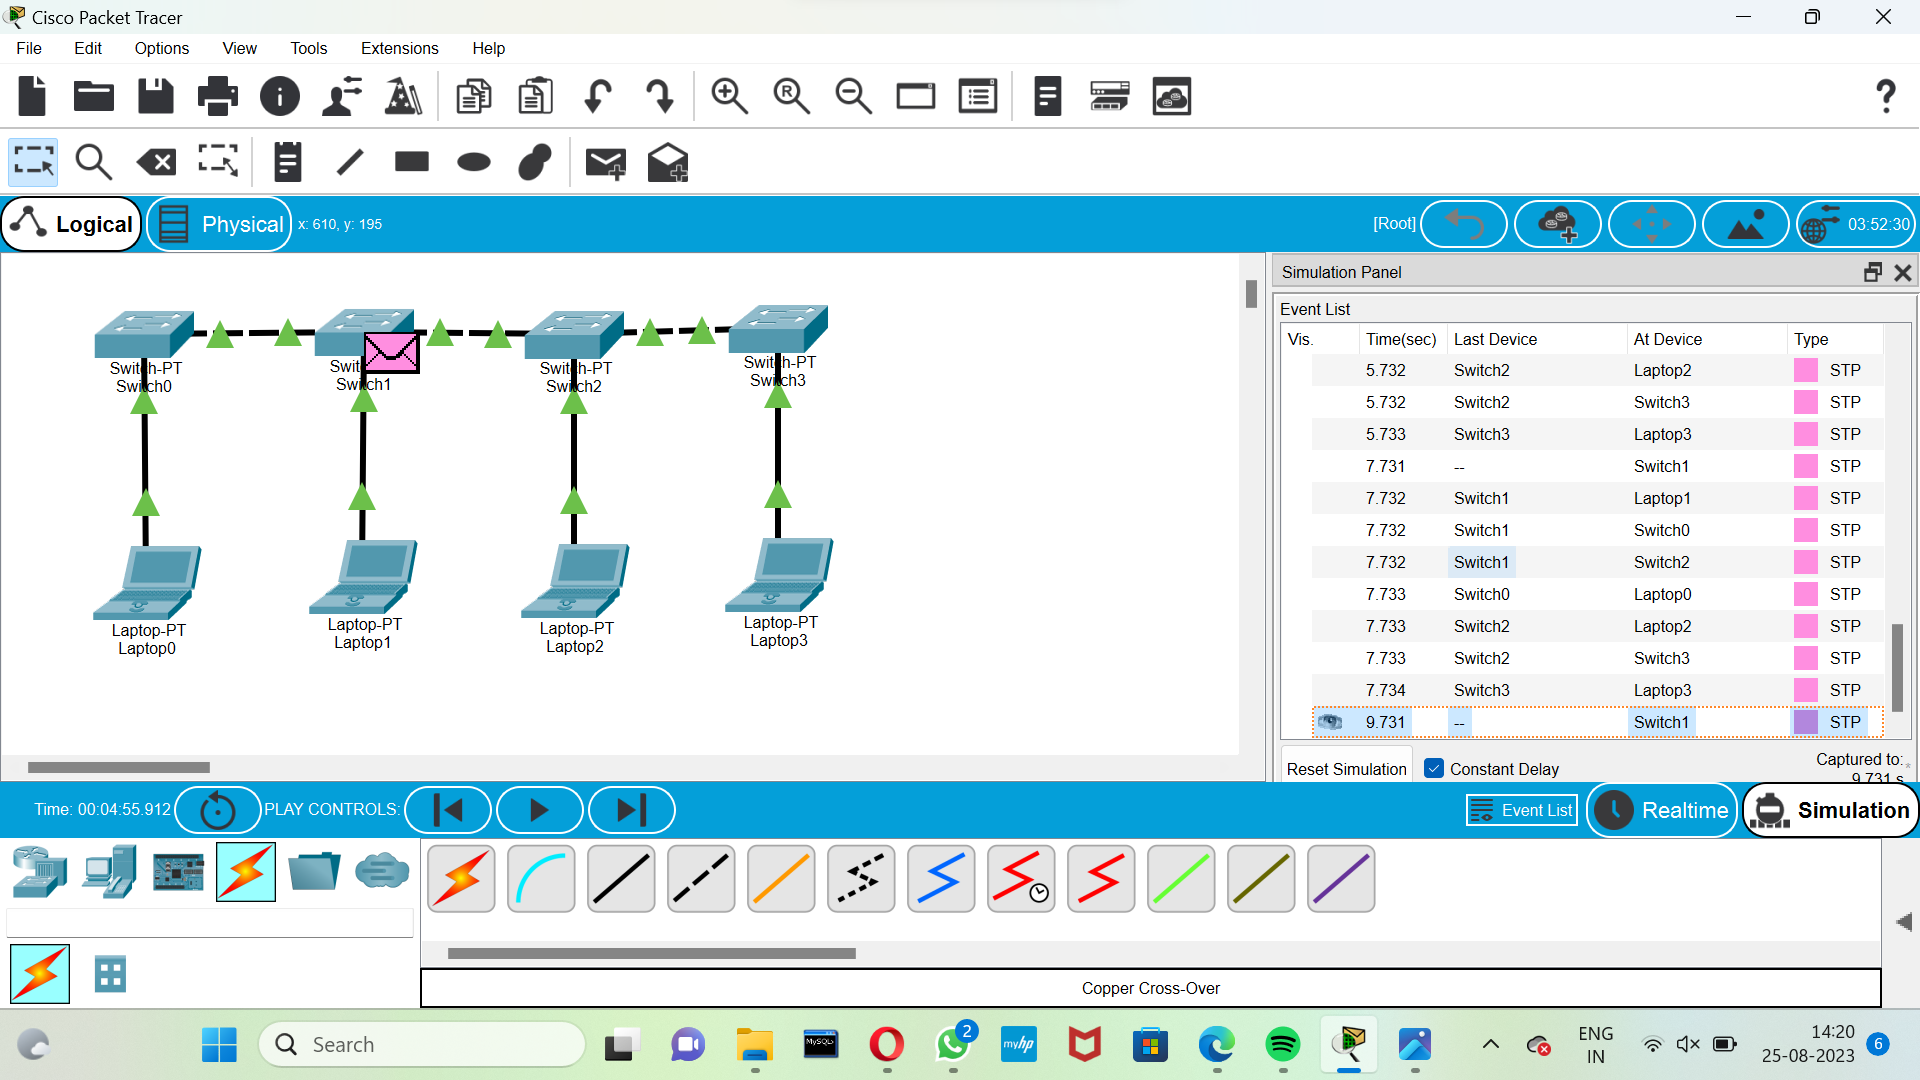 Cisco Packet Tracer
File Edit Options View Tools Extensions Help
Logical Physical x: 610, y: 195 [Root] 03:52:30
Simulation Panel
Event List
Vis. Time(sec) Last Device At Device Type
5.732 Switch2 Laptop2 STP
5.732 Switch2 Switch3 STP
5.733 Switch3 Laptop3 STP
7.731 -- Switch1 STP
7.732 Switch1 Laptop1 STP
7.732 Switch1 Switch0 STP
7.732 Switch1 Switch2 STP
7.733 Switch0 Laptop0 STP
7.733 Switch2 Laptop2 STP
7.733 Switch2 Switch3 STP
7.734 Switch3 Laptop3 STP
9.731 -- Switch1 STP
Reset Simulation Constant Delay Captured to:
9.731 s
Switch-PT
Switch0
Switch1
Switch-PT
Switch2
Switch-PT
Switch3
Laptop-PT
Laptop0
Laptop-PT
Laptop1
Laptop-PT
Laptop2
Laptop-PT
Laptop3
Time: 00:04:55.912 PLAY CONTROLS: Event List Realtime Simulation
Copper Cross-Over
Search
MySQL
2
myhp
ENG
IN
14:20
25-08-2023
6